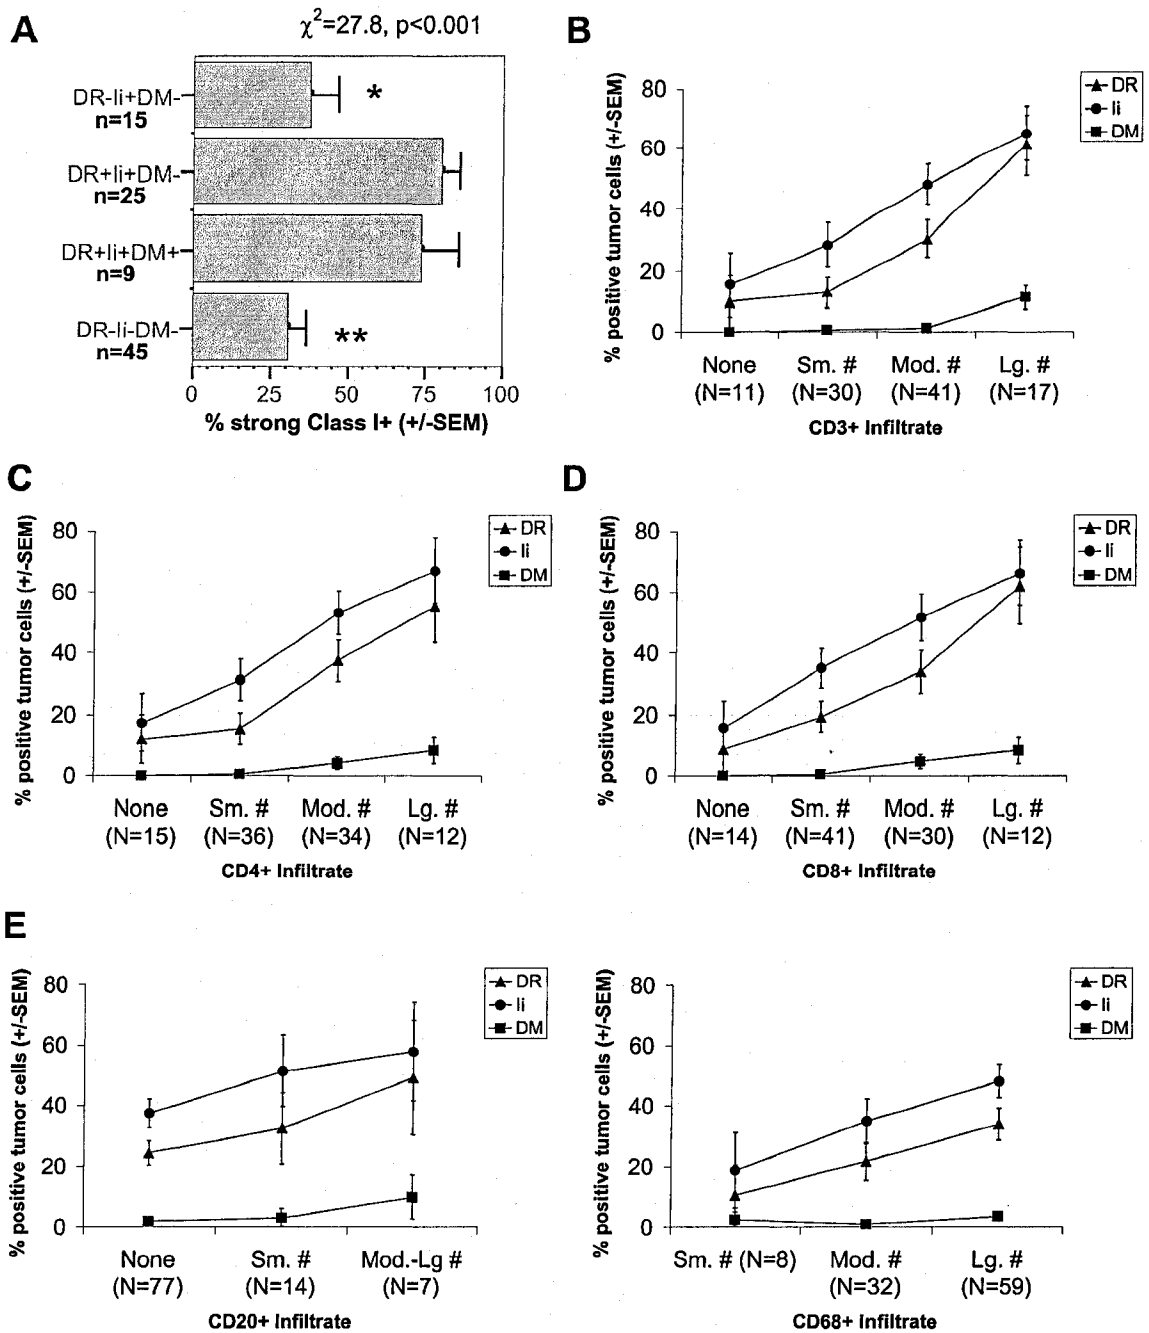 A
χ²=27.8, p<0.001
DR-Ii+DM-
n=15
*
DR+Ii+DM-
n=25
DR+Ii+DM+
n=9
DR-Ii-DM-
n=45
**
0 25 50 75 100
% strong Class I+ (+/-SEM)
B
% positive tumor cells (+/-SEM)
80
60
40
20
0
DR
Ii
DM
None Sm. # Mod. # Lg. #
(N=11) (N=30) (N=41) (N=17)
CD3+ Infiltrate
C
% positive tumor cells (+/-SEM)
80
60
40
20
0
DR
Ii
DM
None Sm. # Mod. # Lg. #
(N=15) (N=36) (N=34) (N=12)
CD4+ Infiltrate
D
% positive tumor cells (+/-SEM)
80
60
40
20
0
DR
Ii
DM
None Sm. # Mod. # Lg. #
(N=14) (N=41) (N=30) (N=12)
CD8+ Infiltrate
E
% positive tumor cells (+/-SEM)
80
60
40
20
0
DR
Ii
DM
None Sm. # Mod.-Lg #
(N=77) (N=14) (N=7)
CD20+ Infiltrate
% positive tumor cells (+/-SEM)
80
60
40
20
0
DR
Ii
DM
Sm. # (N=8) Mod. # Lg. #
(N=32) (N=59)
CD68+ Infiltrate